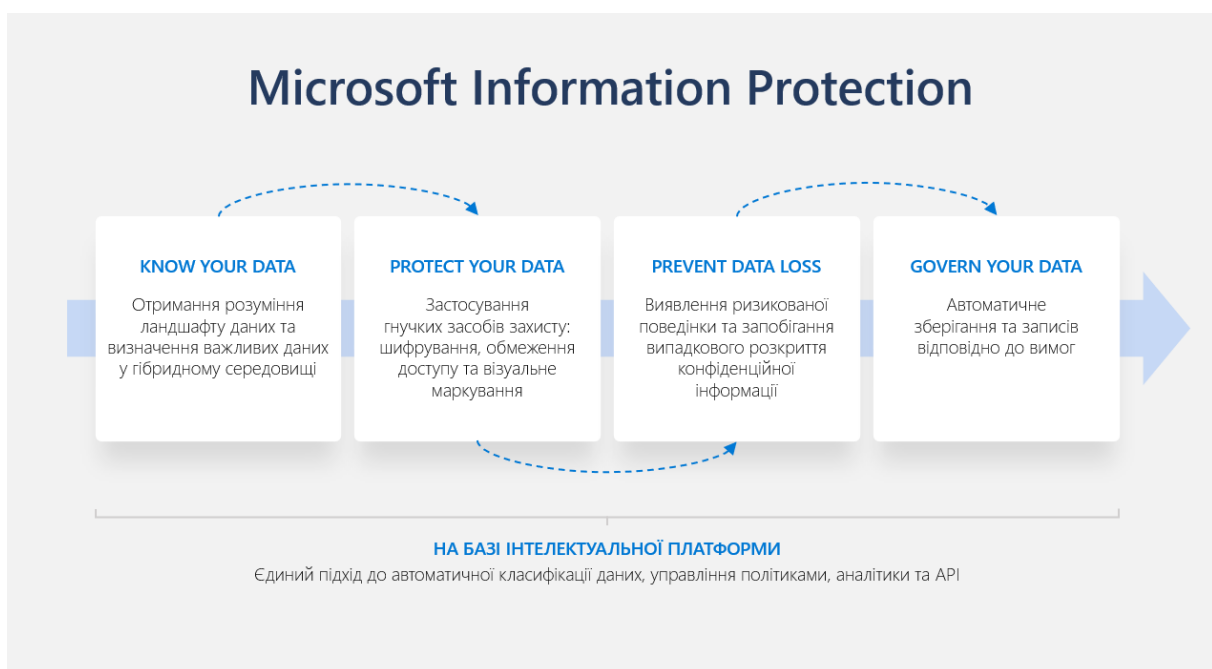 Microsoft Information Protection
KNOW YOUR DATA
Отримання розуміння
ландшафту даних та
визначення важливих даних
у гібридному середовищі
PROTECT YOUR DATA
Застосування
гнучких засобів захисту:
шифрування, обмеження
доступу та візуальне
маркування
PREVENT DATA LOSS
Виявлення ризикованої
поведінки та запобігання
випадкового розкриття
конфіденційної
інформації
GOVERN YOUR DATA
Автоматичне
зберігання та записів
відповідно до вимог
НА БАЗІ ІНТЕЛЕКТУАЛЬНОЇ ПЛАТФОРМИ
Єдиний підхід до автоматичної класифікації даних, управління політиками, аналітики та API